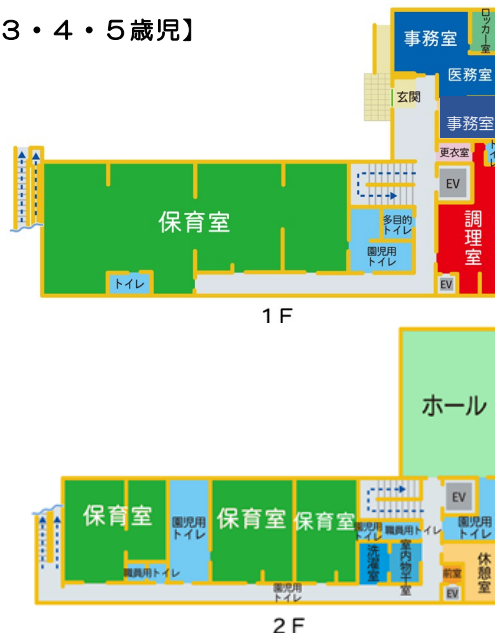 3・4・5歳児】
事務室
ロッカー室
医務室
玄関
事務室
更衣室
トイレ
EV
保育室
多目的
トイレ
園児用
トイレ
調理室
トイレ
EV
1F
ホール
保育室
園児用
トイレ
保育室
保育室
園児用
トイレ
職員用トイレ
EV
園児用
トイレ
職員用トイレ
洗濯室
室内物干室
休憩室
前室
EV
園児用
トイレ
2F